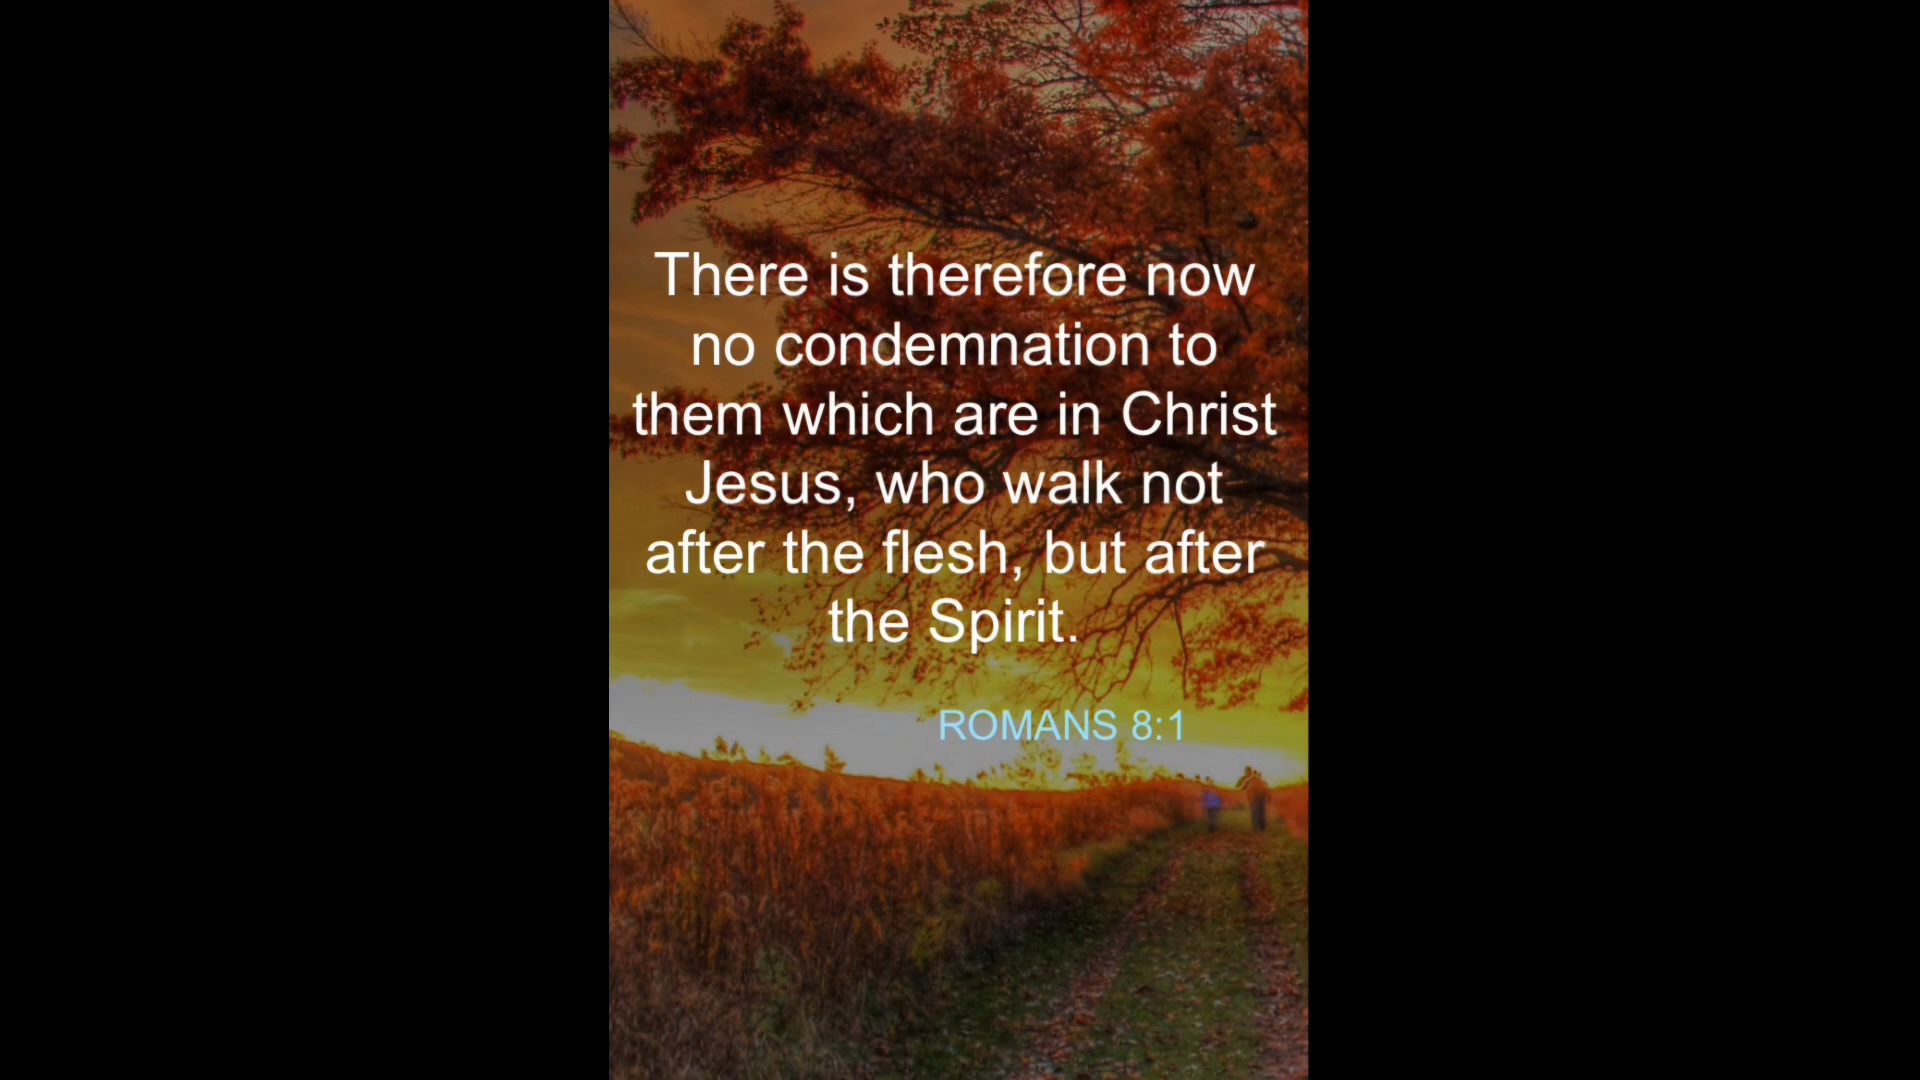 There is therefore now
no condemnation to
them which are in Christ
Jesus, who walk not
after the flesh, but after
the Spirit.
ROMANS 8:1